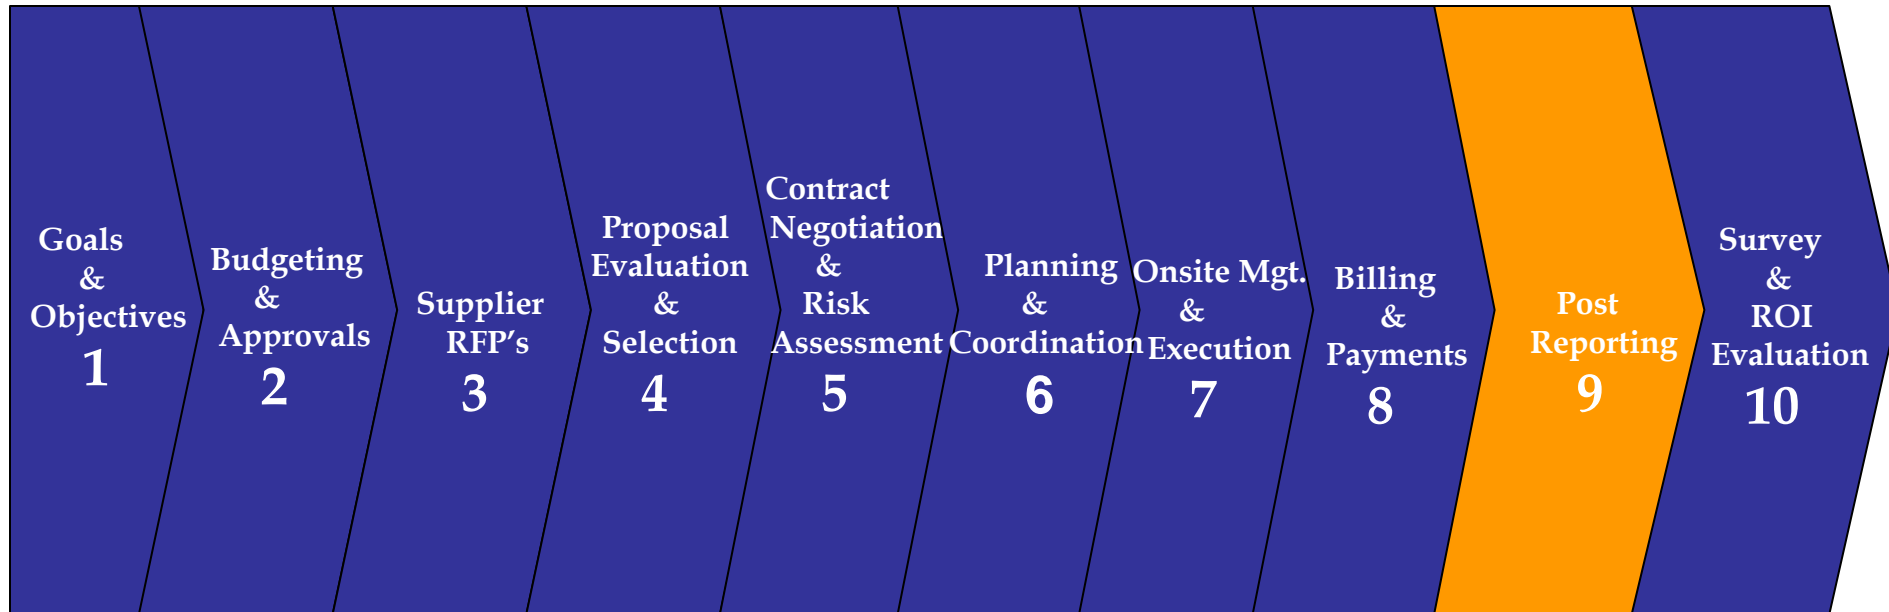 Goals
&
Objectives
1
Budgeting
&
Approvals
2
Supplier
RFP's
3
Proposal
Evaluation
&
Selection
4
Contract
Negotiation
&
Risk
Assessment
5
Planning
&
Coordination
6
Onsite Mgt.
&
Execution
7
Billing
&
Payments
8
Post
Reporting
9
Survey
&
ROI
Evaluation
10